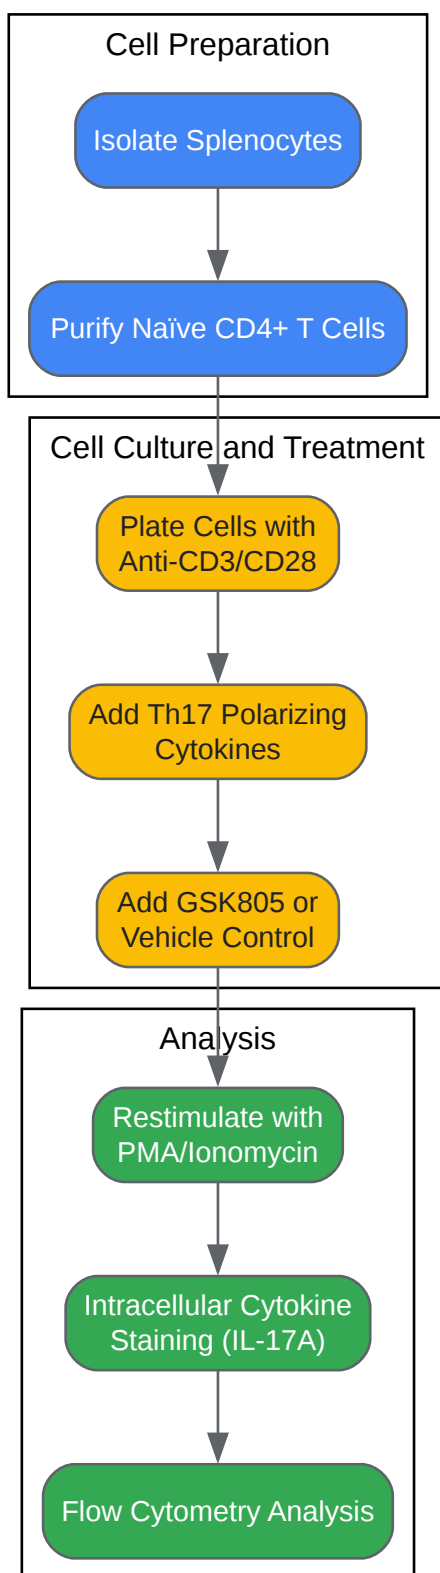 Cell Preparation
Isolate Splenocytes
Purify Naïve CD4+ T Cells
Cell Culture and Treatment
Plate Cells with
Anti-CD3/CD28
Add Th17 Polarizing
Cytokines
Add GSK805 or
Vehicle Control
Analysis
Restimulate with
PMA/Ionomycin
Intracellular Cytokine
Staining (IL-17A)
Flow Cytometry Analysis